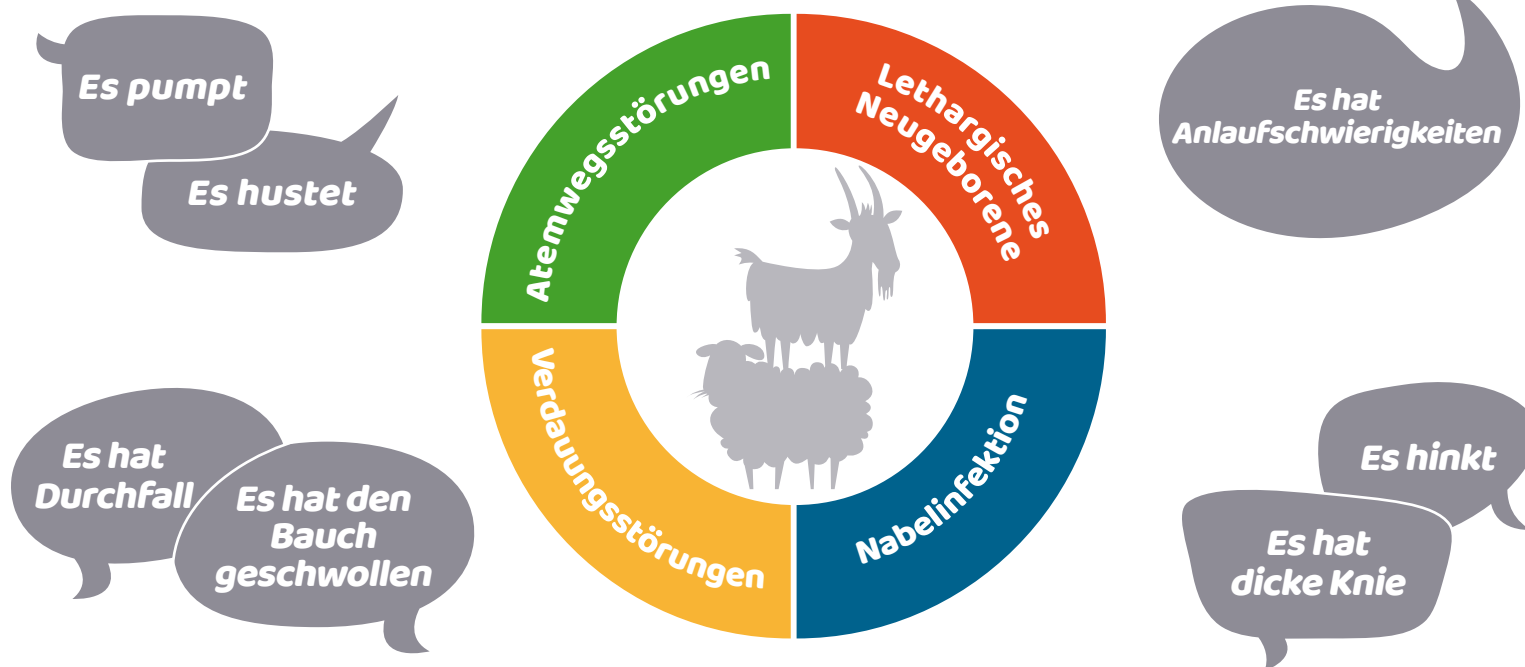 Es pumpt
Es hustet
Atemwegsstörungen
Lethargisches
Neugeborene
Es hat
Anlaufschwierigkeiten
Es hat
Durchfall
Es hat den
Bauch
geschwollen
Verdauungsstörungen
Nabelinfektion
Es hinkt
Es hat
dicke Knie